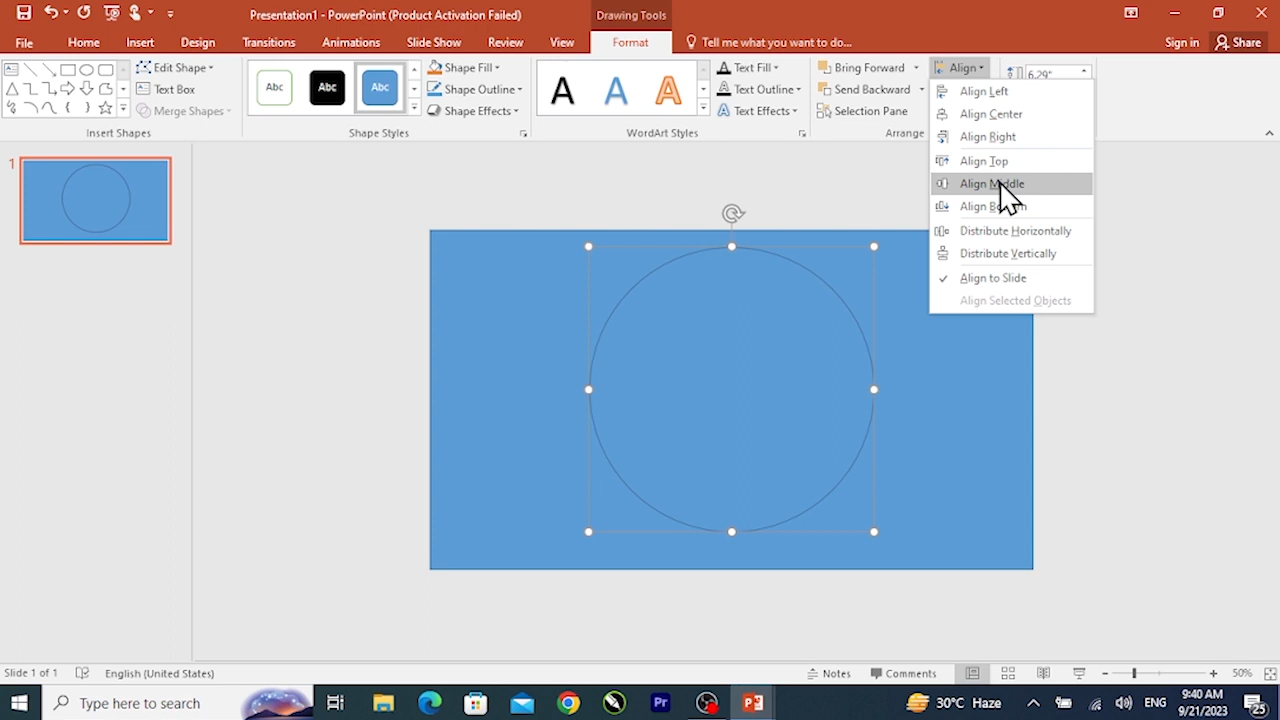 Presentation1 - PowerPoint (Product Activation Failed)
Drawing Tools
File
Home
Insert
Design
Transitions
Animations
Slide Show
Review
View
Format
Tell me what you want to do...
Sign in
Share
Edit Shape
Text Box
Merge Shapes
Insert Shapes
Abc
Abc
Abc
Shape Fill
Shape Outline
Shape Effects
Shape Styles
A
A
A
Text Fill
Text Outline
Text Effects
WordArt Styles
Bring Forward
Send Backward
Selection Pane
Arrange
Align
6.29"
Align Left
Align Center
Align Right
Align Top
Align Middle
Align Bottom
Distribute Horizontally
Distribute Vertically
Align to Slide
Align Selected Objects
1
Slide 1 of 1
English (United States)
Notes
Comments
50%
Type here to search
Pr
30°C Haze
ENG
9:40 AM
9/21/2023
25